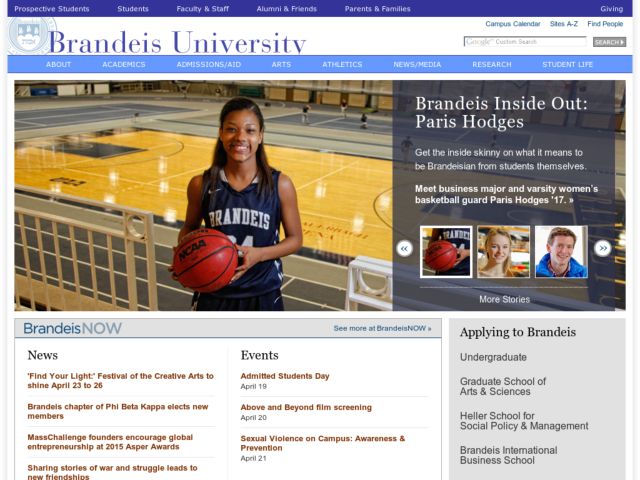 Prospective Students Students Faculty & Staff Alumni & Friends Parents & Families Giving
Campus Calendar Sites A-Z Find People
Brandeis University
Google™ Custom Search SEARCH
ABOUT ACADEMICS ADMISSIONS/AID ARTS ATHLETICS NEWS/MEDIA RESEARCH STUDENT LIFE
Brandeis Inside Out:
Paris Hodges
Get the inside skinny on what it means to
be Brandeisian from students themselves.
Meet business major and varsity women's
basketball guard Paris Hodges '17. »
BRANDEIS
NCAA
More Stories
BrandeisNOW
See more at BrandeisNOW »
News
'Find Your Light:' Festival of the Creative Arts to
shine April 23 to 26
Brandeis chapter of Phi Beta Kappa elects new
members
MassChallenge founders encourage global
entrepreneurship at 2015 Asper Awards
Sharing stories of war and struggle leads to
new friendships
Events
Admitted Students Day
April 19
Above and Beyond film screening
April 20
Sexual Violence on Campus: Awareness &
Prevention
April 21
Applying to Brandeis
Undergraduate
Graduate School of
Arts & Sciences
Heller School for
Social Policy & Management
Brandeis International
Business School